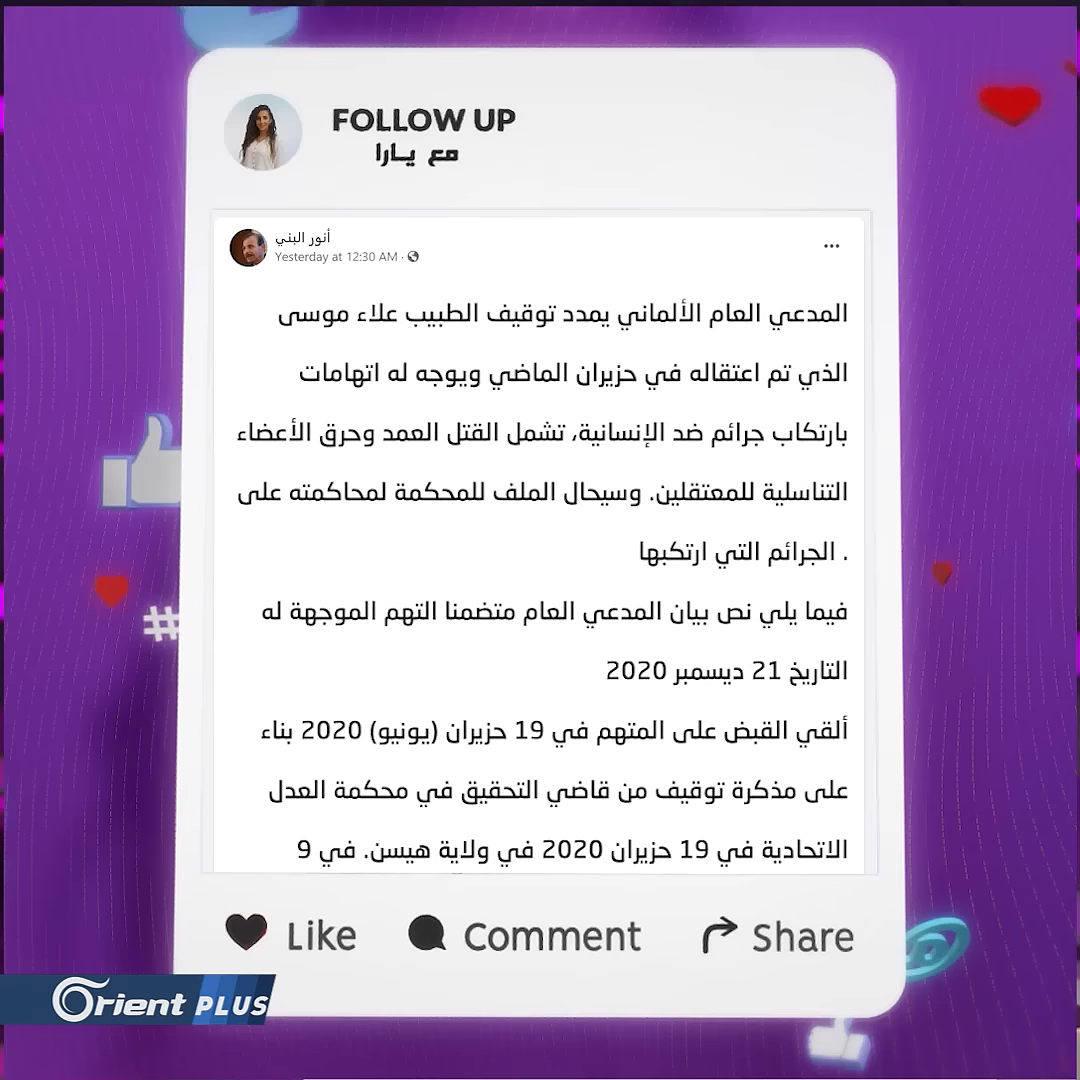 FOLLOW UP
مع يارا
أنور البني
Yesterday at 12:30 AM ·
المدعي العام الألماني يمدد توقيف الطبيب علاء موسى
الذي تم اعتقاله في حزيران الماضي ويوجه له اتهامات
بارتكاب جرائم ضد الإنسانية، تشمل القتل العمد وحرق الأعضاء
التناسلية للمعتقلين. وسيحال الملف للمحكمة لمحاكمته على
. الجرائم التي ارتكبها
فيما يلي نص بيان المدعي العام متضمنا التهم الموجهة له
التاريخ 21 ديسمبر 2020
ألقي القبض على المتهم في 19 حزيران (يونيو) 2020 بناء
على مذكرة توقيف من قاضي التحقيق في محكمة العدل
الاتحادية في 19 حزيران 2020 في ولاية هيسن. في 9
Like Comment Share
Orient PLUS
#